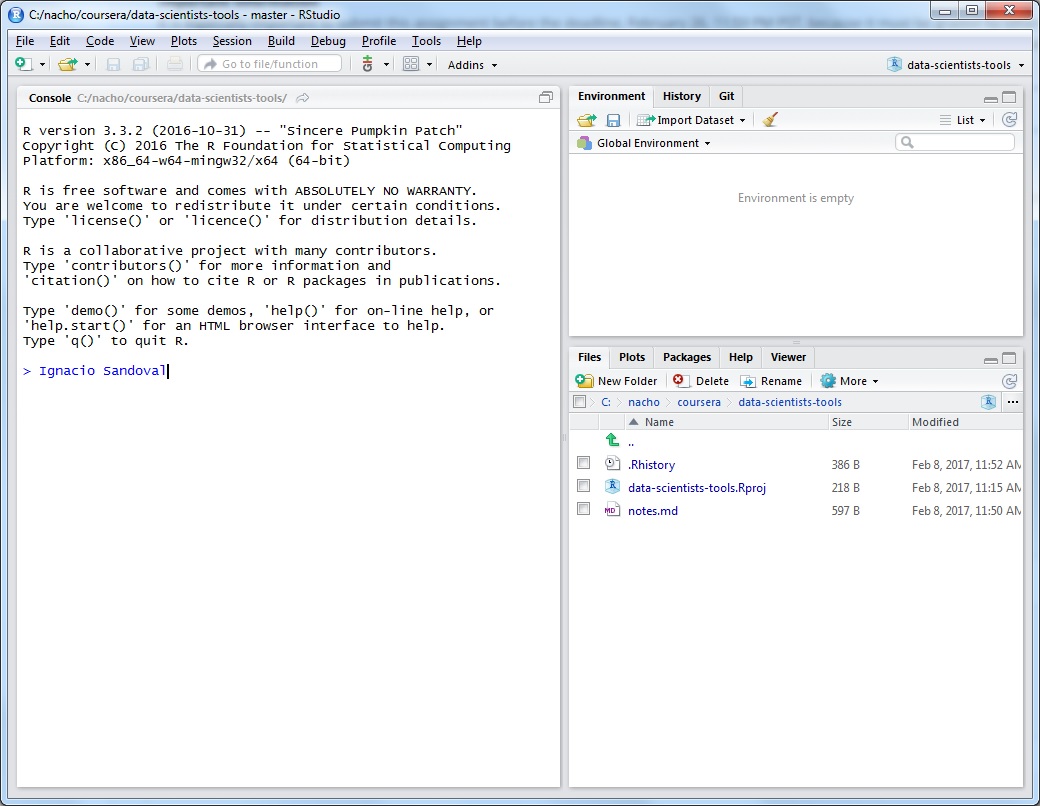 C:/nacho/coursera/data-scientists-tools - master - RStudio
File Edit Code View Plots Session Build Debug Profile Tools Help
Go to file/function Addins data-scientists-tools
Console C:/nacho/coursera/data-scientists-tools/
R version 3.3.2 (2016-10-31) -- "Sincere Pumpkin Patch"
Copyright (C) 2016 The R Foundation for Statistical Computing
Platform: x86_64-w64-mingw32/x64 (64-bit)
R is free software and comes with ABSOLUTELY NO WARRANTY.
You are welcome to redistribute it under certain conditions.
Type 'license()' or 'licence()' for distribution details.
R is a collaborative project with many contributors.
Type 'contributors()' for more information and
'citation()' on how to cite R or R packages in publications.
Type 'demo()' for some demos, 'help()' for on-line help, or
'help.start()' for an HTML browser interface to help.
Type 'q()' to quit R.
> Ignacio Sandoval
Environment History Git
Import Dataset List
Global Environment
Environment is empty
Files Plots Packages Help Viewer
New Folder Delete Rename More
C: nacho coursera data-scientists-tools ...
Name Size Modified
..
.Rhistory 386 B Feb 8, 2017, 11:52 AM
data-scientists-tools.Rproj 218 B Feb 8, 2017, 11:15 AM
notes.md 597 B Feb 8, 2017, 11:50 AM